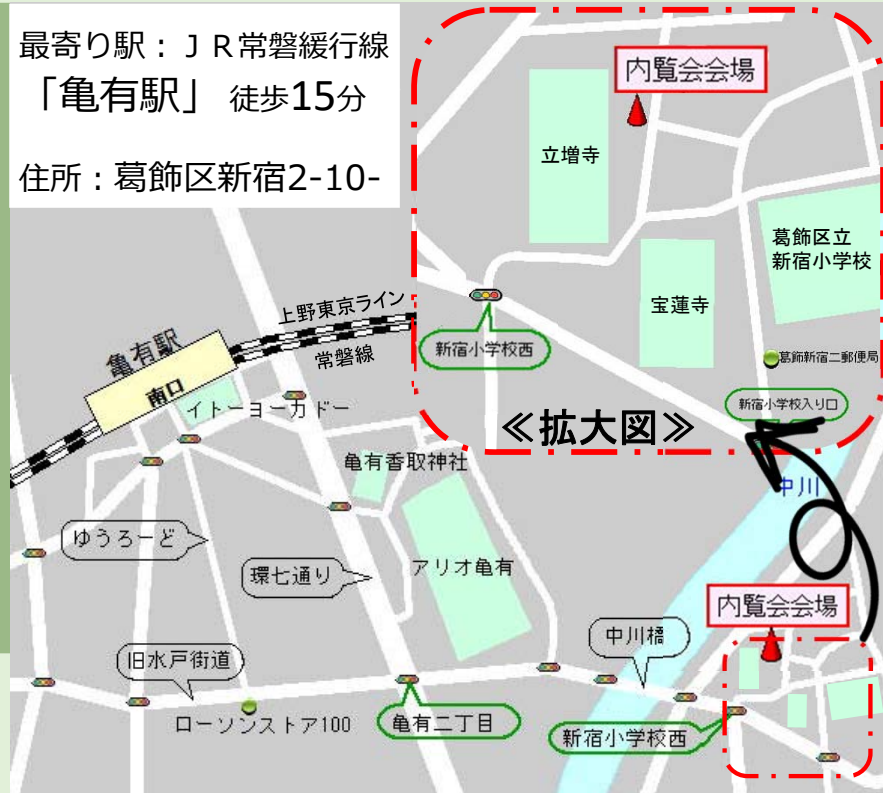 最寄り駅：ＪＲ常磐緩行線
「亀有駅」 徒歩15分
住所：葛飾区新宿2-10-
内覧会会場
立増寺
葛飾区立
新宿小学校
宝蓮寺
新宿小学校西
葛飾新宿二郵便局
新宿小学校入り口
≪拡大図≫
上野東京ライン
常磐線
亀有駅
南口
イトーヨーカドー
亀有香取神社
中川
ゆうろーど
環七通り
アリオ亀有
内覧会会場
中川橋
旧水戸街道
ローソンストア100
亀有二丁目
新宿小学校西